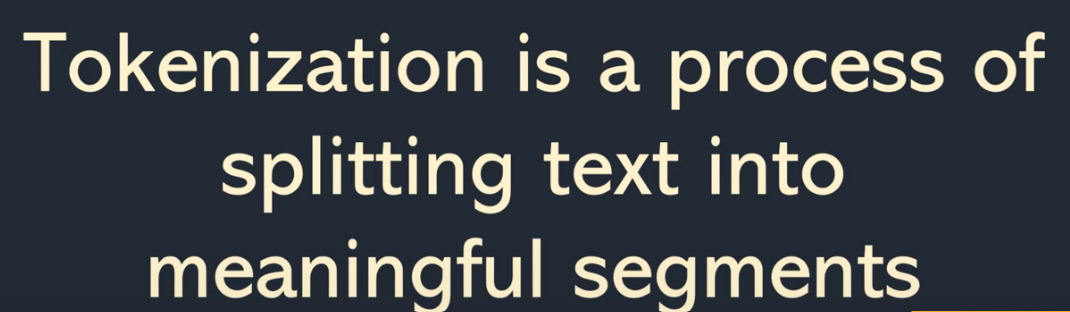 Tokenization is a process of
splitting text into
meaningful segments